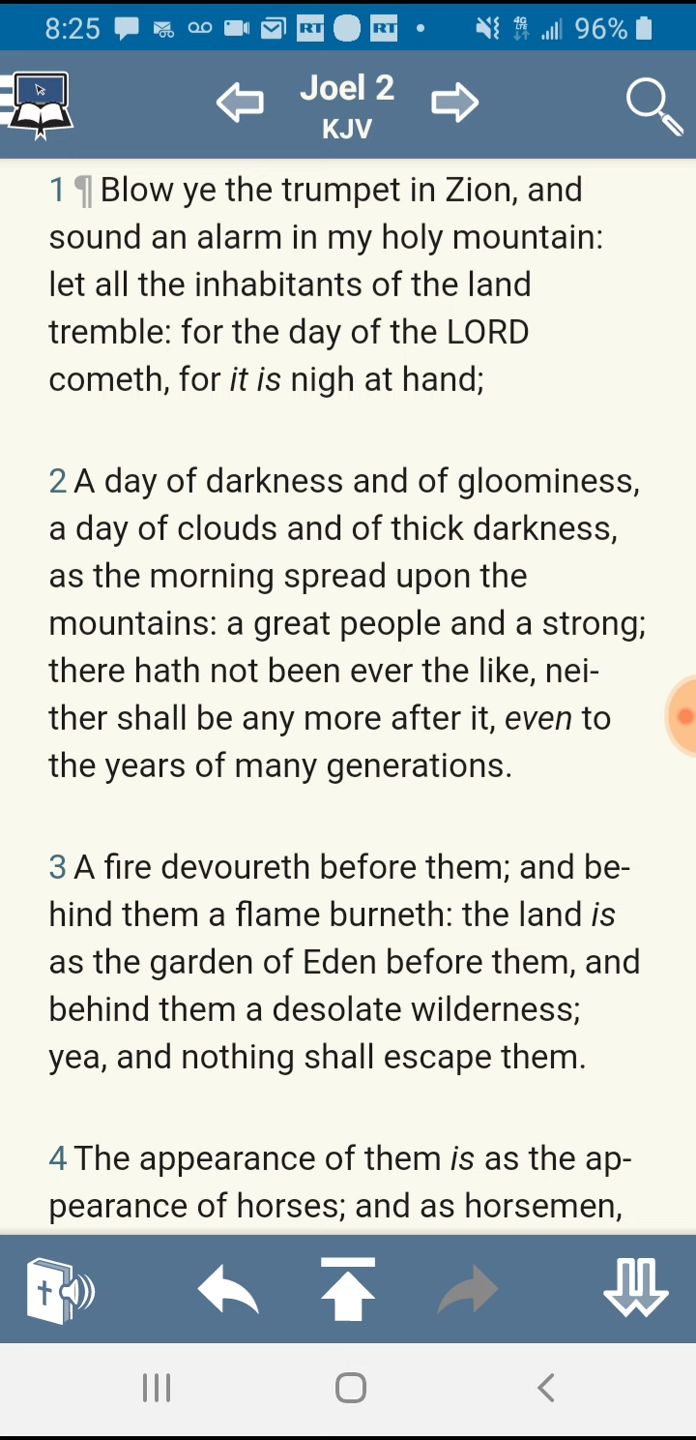 8:25 RT RT 4G LTE 96%
Joel 2
KJV
1 ¶ Blow ye the trumpet in Zion, and
sound an alarm in my holy mountain:
let all the inhabitants of the land
tremble: for the day of the LORD
cometh, for it is nigh at hand;
2 A day of darkness and of gloominess,
a day of clouds and of thick darkness,
as the morning spread upon the
mountains: a great people and a strong;
there hath not been ever the like, nei-
ther shall be any more after it, even to
the years of many generations.
3 A fire devoureth before them; and be-
hind them a flame burneth: the land is
as the garden of Eden before them, and
behind them a desolate wilderness;
yea, and nothing shall escape them.
4 The appearance of them is as the ap-
pearance of horses; and as horsemen,